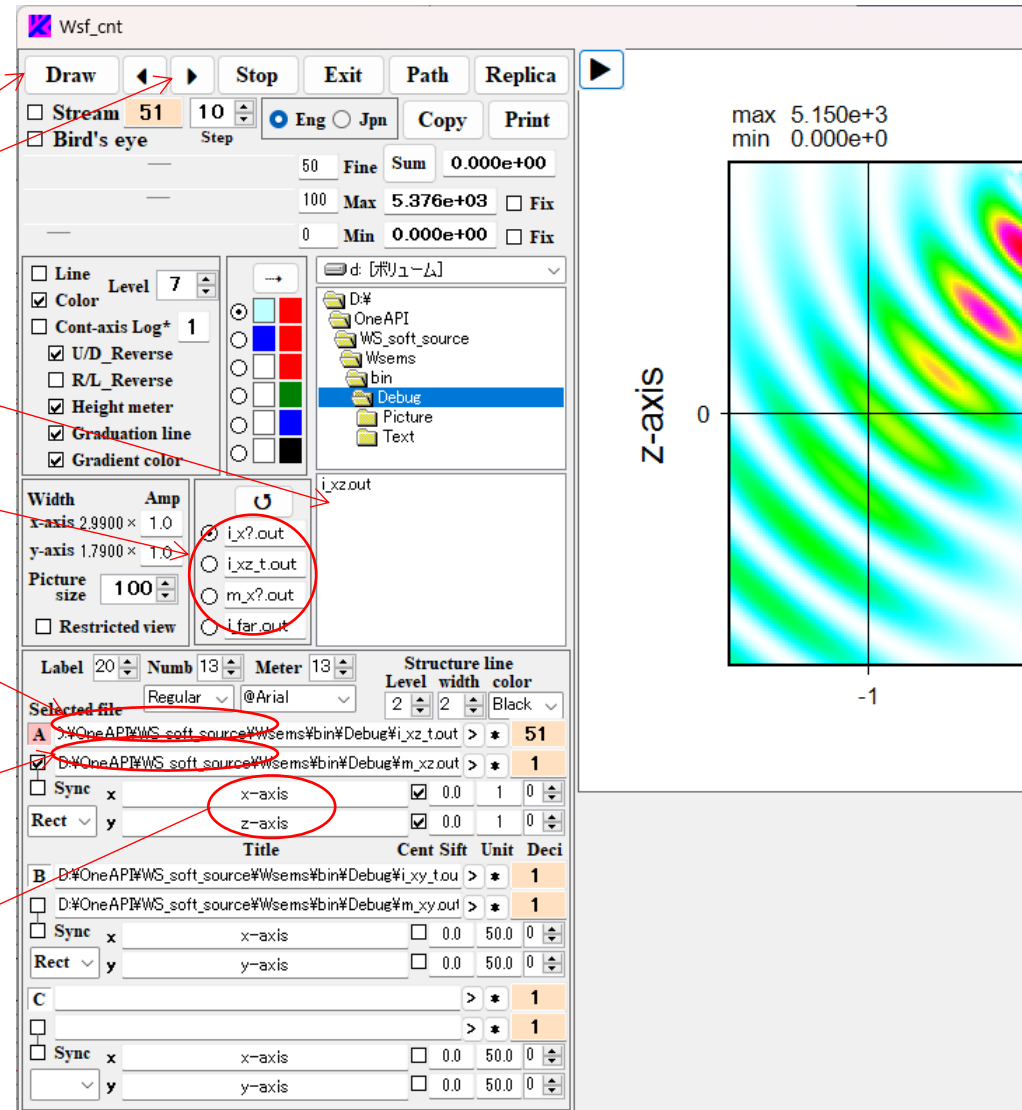 Wsf_cnt
Draw Stop Exit Path Replica
Stream 51 10 Eng Jpn Copy Print
Bird's eye Step
50 Fine Sum 0.000e+00
100 Max 5.376e+03 Fix
0 Min 0.000e+00 Fix
Line Level 7
Color
Cont-axis Log* 1
U/D_Reverse
R/L_Reverse
Height meter
Graduation line
Gradient color
→
d: [ボリューム]
D:¥
OneAPI
WS_soft_source
Wsems
bin
Debug
Picture
Text
Width Amp
x-axis 2.9900 × 1.0
y-axis 1.7900 × 1.0
Picture size 100
Restricted view
↺
i_x?.out
i_xz_t.out
m_x?.out
i_far.out
i_xz.out
Label 20 Numb 13 Meter 13 Structure line
Level width color
Regular @Arial 2 2 Black
Selected file
A :¥OneAPI¥WS_soft_source¥Wsems¥bin¥Debug¥i_xz_t.out > * 51
D:¥OneAPI¥WS_soft_source¥Wsems¥bin¥Debug¥m_xz.out > * 1
Sync x x-axis 0.0 1 0
Rect y z-axis 0.0 1 0
Title Cent Sift Unit Deci
B D:¥OneAPI¥WS_soft_source¥Wsems¥bin¥Debug¥i_xy_t.ou > * 1
D:¥OneAPI¥WS_soft_source¥Wsems¥bin¥Debug¥m_xy.out > * 1
Sync x x-axis 0.0 50.0 0
Rect y y-axis 0.0 50.0 0
C > * 1
> * 1
Sync x x-axis 0.0 50.0 0
y y-axis 0.0 50.0 0
max 5.150e+3
min 0.000e+0
z-axis
0
-1